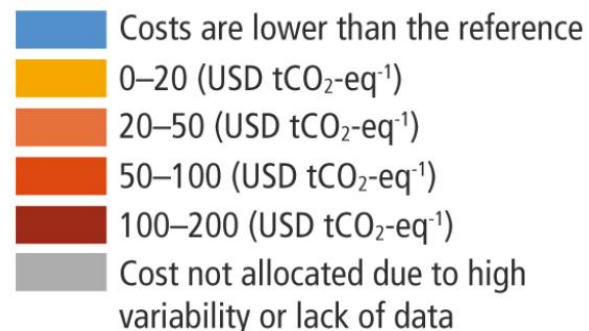 Costs are lower than the reference
0–20 (USD tCO₂-eq⁻¹)
20–50 (USD tCO₂-eq⁻¹)
50–100 (USD tCO₂-eq⁻¹)
100–200 (USD tCO₂-eq⁻¹)
Cost not allocated due to high
variability or lack of data